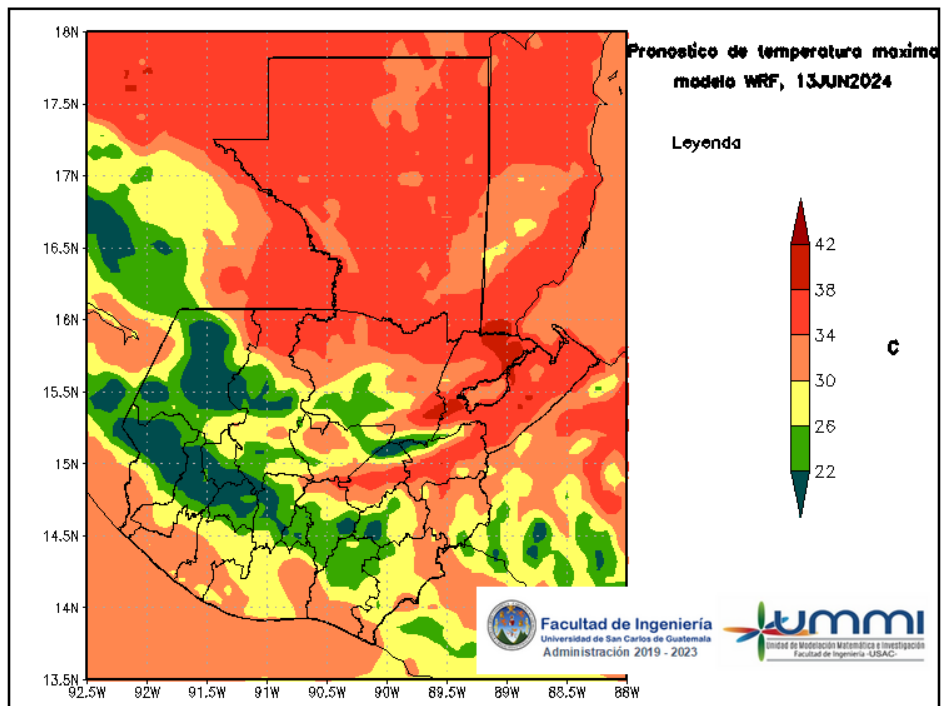 Pronostico de temperatura maxima
modelo WRF, 13JUN2024
Leyenda
42
38
34
30
26
22
C
18N
17.5N
17N
16.5N
16N
15.5N
15N
14.5N
14N
13.5N
92.5W 92W 91.5W 91W 90.5W 90W 89.5W 89W 88.5W 88W
Facultad de Ingeniería
Universidad de San Carlos de Guatemala
Administración 2019 - 2023
UMMI
Unidad de Modelación Matemática e Investigación
Facultad de Ingeniería -USAC-